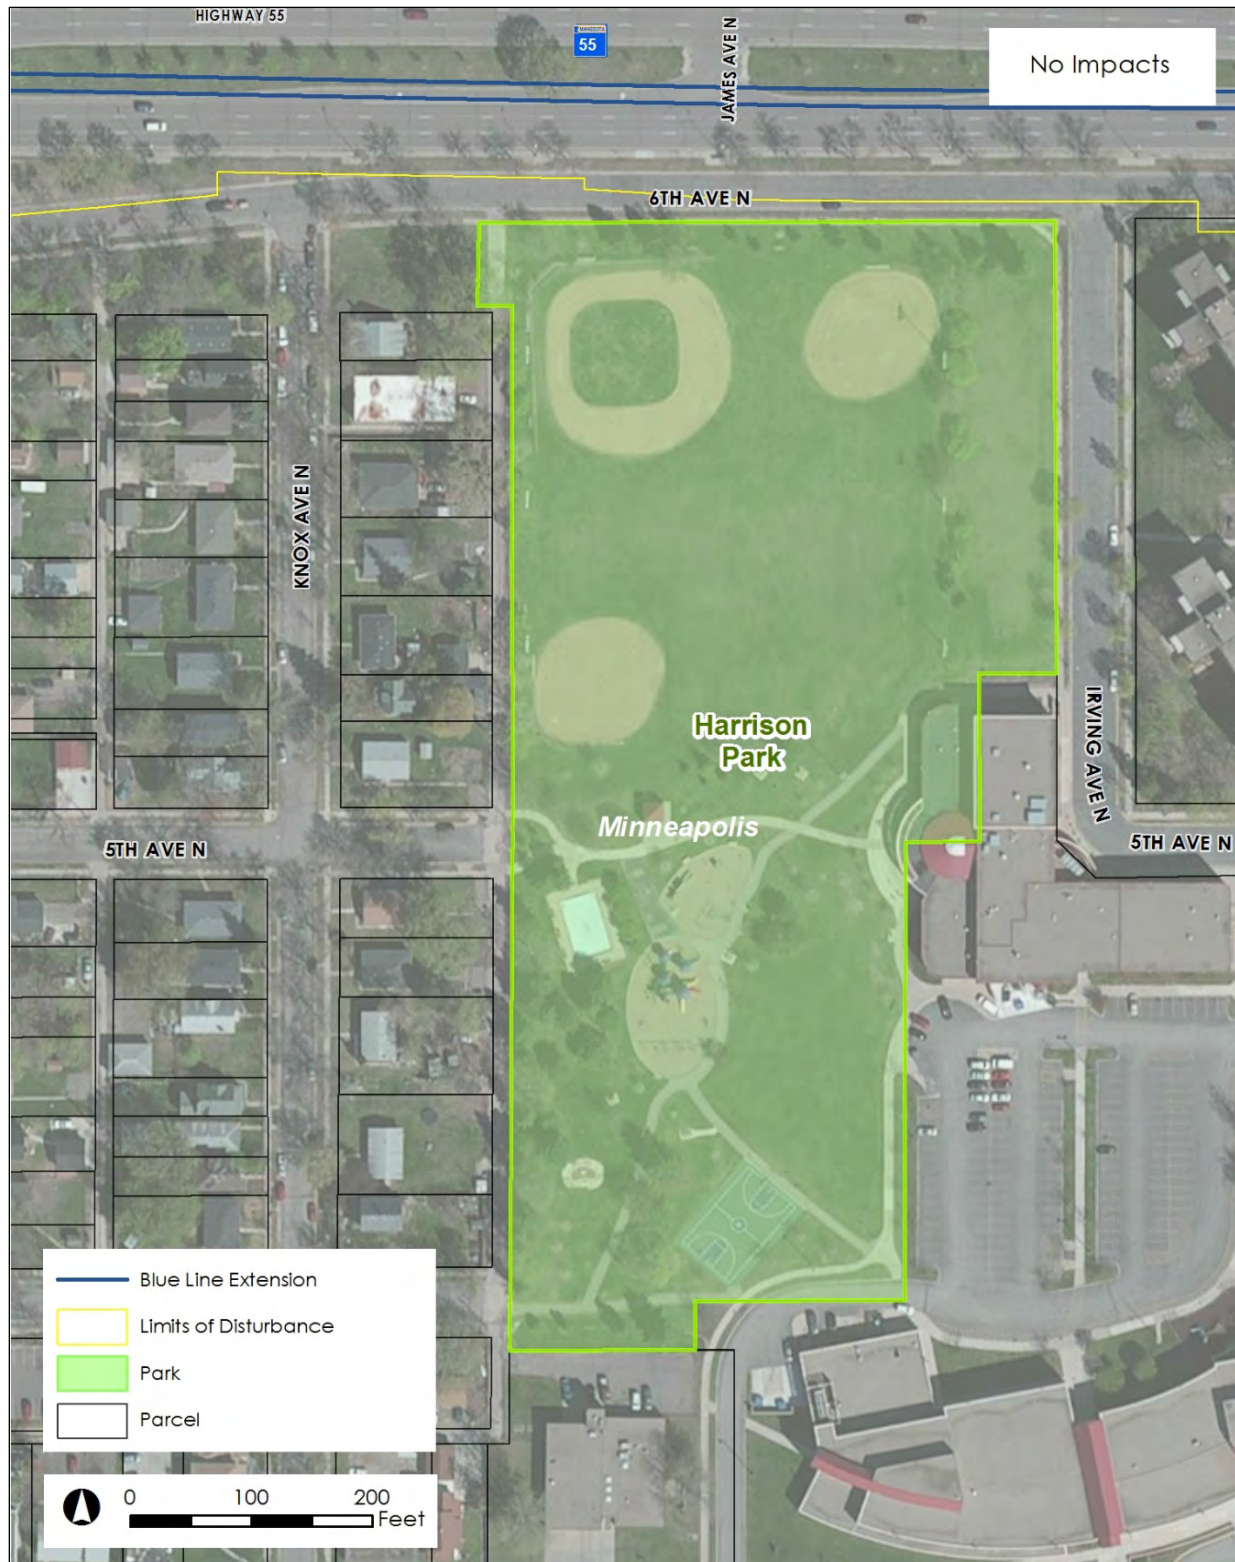 HIGHWAY 55
MINNESOTA
55
JAMES AVE N
No Impacts
6TH AVE N
KNOX AVE N
Harrison
Park
Minneapolis
IRVING AVE N
5TH AVE N
5TH AVE N
Blue Line Extension
Limits of Disturbance
Park
Parcel
0 100 200
Feet